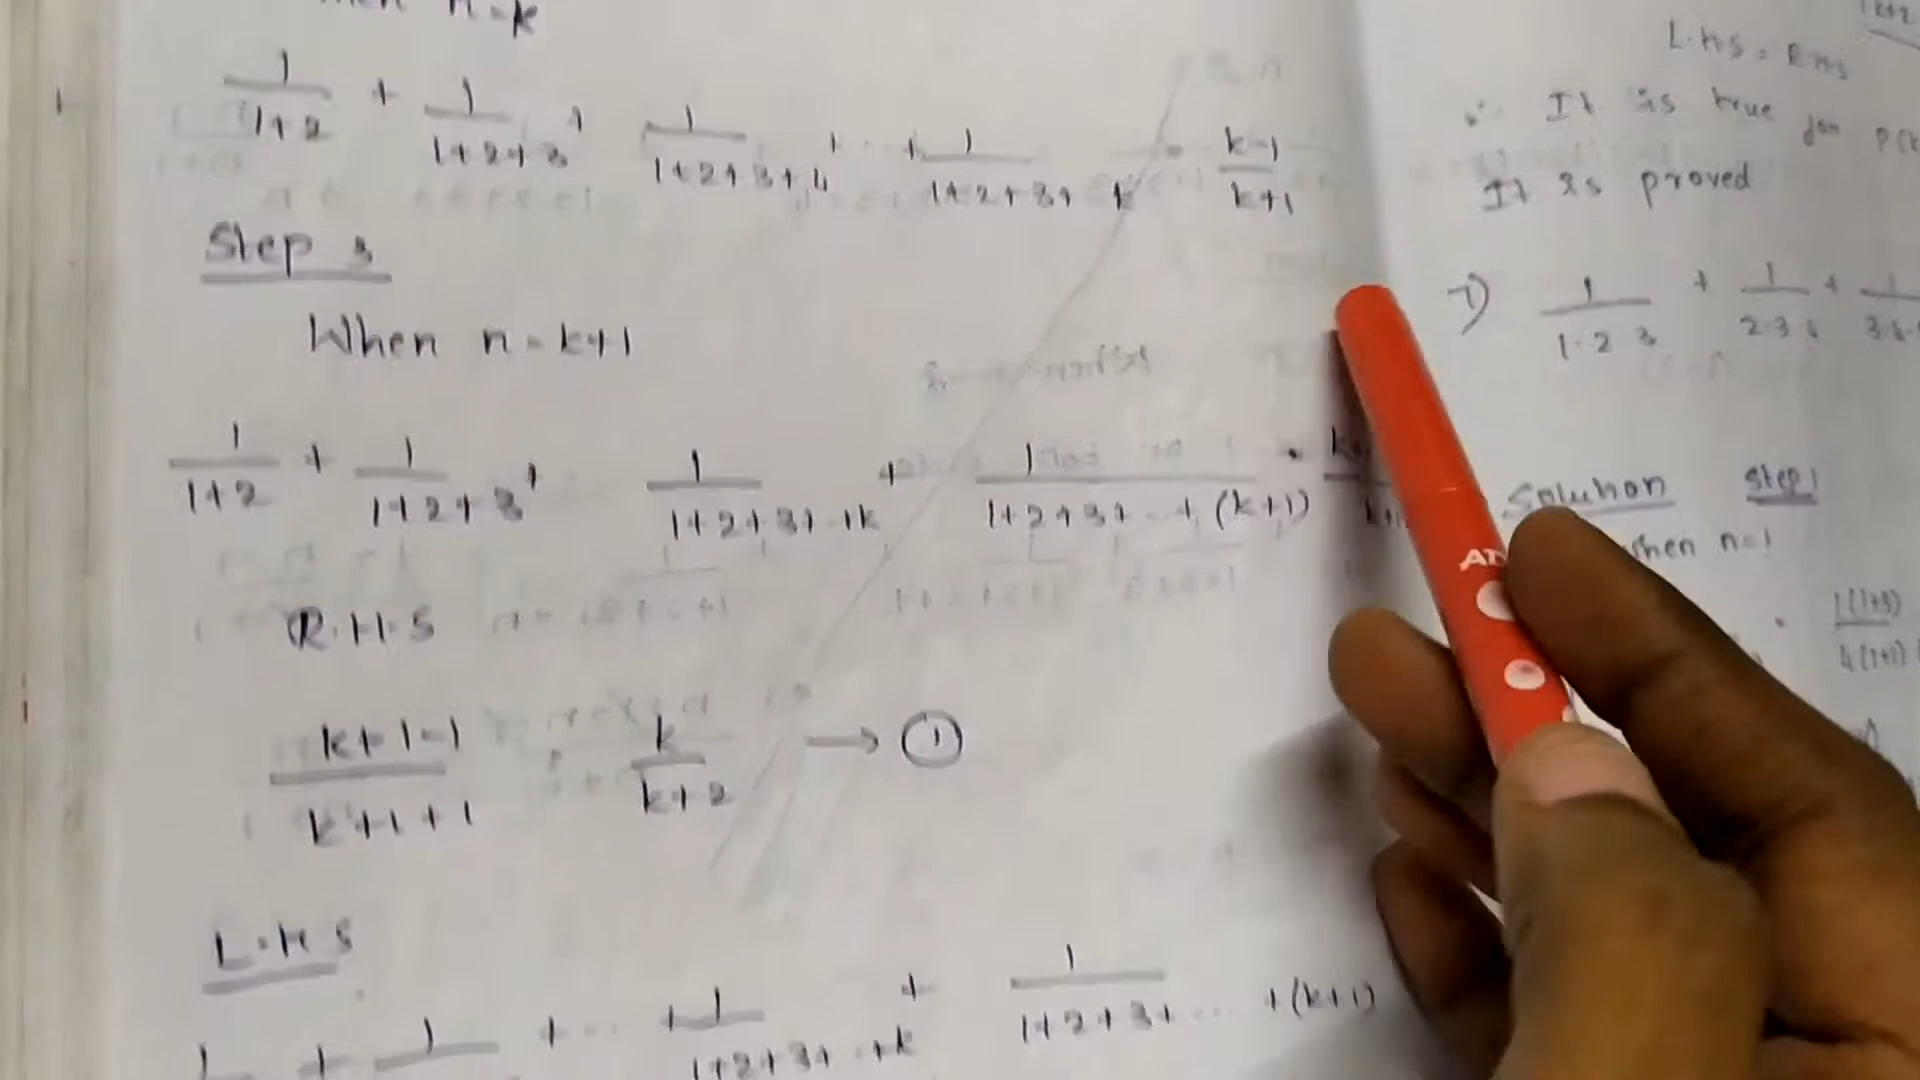 n=k
1/(1+2) + 1/(1+2+3) + 1/(1+2+3+4) + ... + 1/(1+2+3+ k) = (k-1)/(k+1)
Step 3
When n=k+1
1/(1+2) + 1/(1+2+3) + 1/(1+2+3+..+k) + 1/(1+2+3+...+(k+1)) =
R.H.S
(k+1-1)/(k+1+1) = k/(k+2) → ①
L.H.S
+ ... + 1/(1+2+3+..+k) + 1/(1+2+3+...+(k+1))
L.H.S = R.H.S
∴ It is true for
It is proved
7) 1/(1·2·3) + 1/(2·3·4) +
Solution Step 1
when n=1